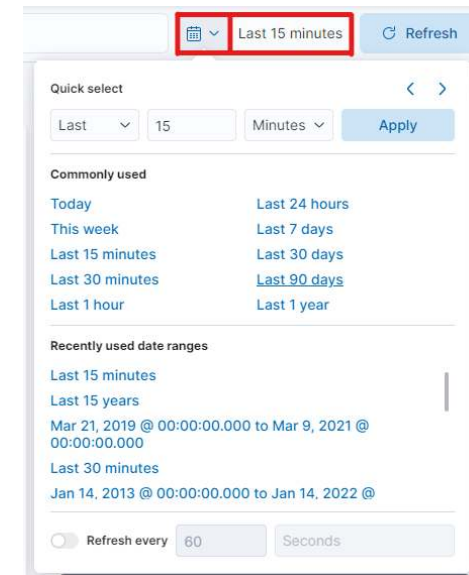 Last 15 minutes Refresh
Quick select
Last 15 Minutes Apply
Commonly used
Today Last 24 hours
This week Last 7 days
Last 15 minutes Last 30 days
Last 30 minutes Last 90 days
Last 1 hour Last 1 year
Recently used date ranges
Last 15 minutes
Last 15 years
Mar 21, 2019 @ 00:00:00.000 to Mar 9, 2021 @
00:00:00.000
Last 30 minutes
Jan 14, 2013 @ 00:00:00.000 to Jan 14, 2022 @
Refresh every 60 Seconds